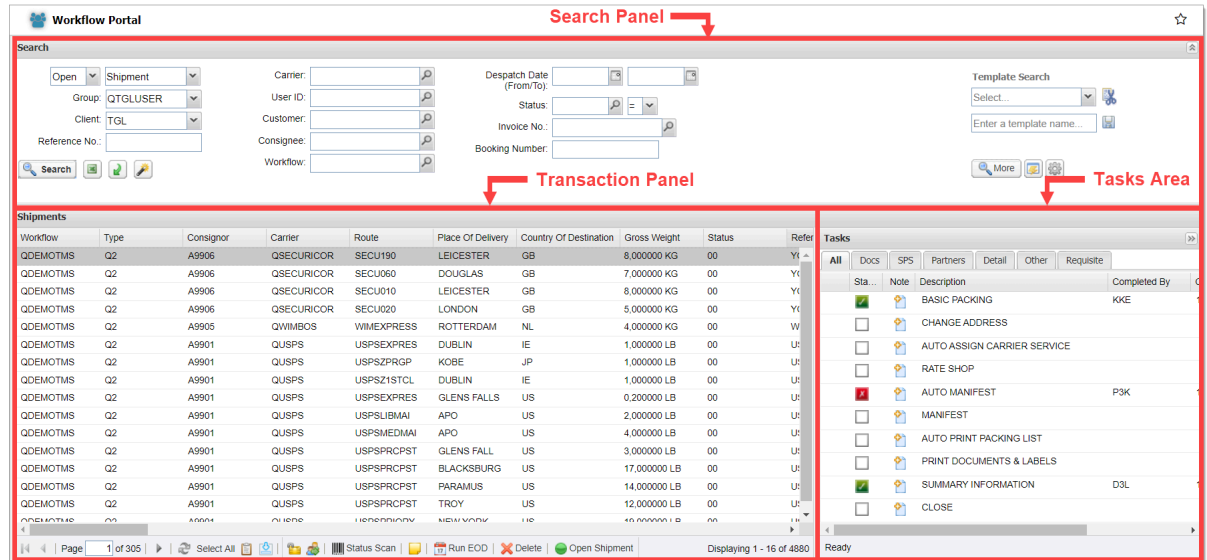 Workflow Portal
Search Panel
Search
Open Shipment Carrier: Despatch Date (From/To): Template Search
Group: QTGLUSER User ID: Status: = Select...
Client: TGL Customer: Invoice No.: Enter a template name...
Reference No.: Consignee: Booking Number:
Search Workflow: More
Transaction Panel Tasks Area
Shipments
Workflow Type Consignor Carrier Route Place Of Delivery Country Of Destination Gross Weight Status Refer
QDEMOTMS Q2 A9906 QSECURICOR SECU190 LEICESTER GB 8,000000 KG 00
QDEMOTMS Q2 A9906 QSECURICOR SECU060 DOUGLAS GB 7,000000 KG 00
QDEMOTMS Q2 A9906 QSECURICOR SECU010 LEICESTER GB 8,000000 KG 00
QDEMOTMS Q2 A9906 QSECURICOR SECU020 LONDON GB 5,000000 KG 00
QDEMOTMS Q2 A9905 QWIMBOS WIMEXPRESS ROTTERDAM NL 4,000000 KG 00
QDEMOTMS Q2 A9901 QUSPS USPSEXPRES DUBLIN IE 1,000000 LB 00
QDEMOTMS Q2 A9901 QUSPS USPSZPRGP KOBE JP 1,000000 LB 00
QDEMOTMS Q2 A9901 QUSPS USPSZ1STCL DUBLIN IE 1,000000 LB 00
QDEMOTMS Q2 A9901 QUSPS USPSEXPRES GLENS FALLS US 0,200000 LB 00
QDEMOTMS Q2 A9901 QUSPS USPSLIBMAI APO US 2,000000 LB 00
QDEMOTMS Q2 A9901 QUSPS USPSMEDMAI APO US 4,000000 LB 00
QDEMOTMS Q2 A9901 QUSPS USPSPRCPST GLENS FALL US 3,000000 LB 00
QDEMOTMS Q2 A9901 QUSPS USPSPRCPST BLACKSBURG US 17,000000 LB 00
QDEMOTMS Q2 A9901 QUSPS USPSPRCPST PARAMUS US 14,000000 LB 00
QDEMOTMS Q2 A9901 QUSPS USPSPRCPST TROY US 12,000000 LB 00
QDEMOTMS Q2 A9901 QUSPS USPSPRIORY NEW YORK US 19,000000 LB 00
Page 1 of 305 Select All Status Scan Run EOD Delete Open Shipment Displaying 1 - 16 of 4880
Tasks
All Docs SPS Partners Detail Other Requisite
Sta... Note Description Completed By
BASIC PACKING KKE
CHANGE ADDRESS
AUTO ASSIGN CARRIER SERVICE
RATE SHOP
AUTO MANIFEST P3K
MANIFEST
AUTO PRINT PACKING LIST
PRINT DOCUMENTS & LABELS
SUMMARY INFORMATION D3L
CLOSE
Ready